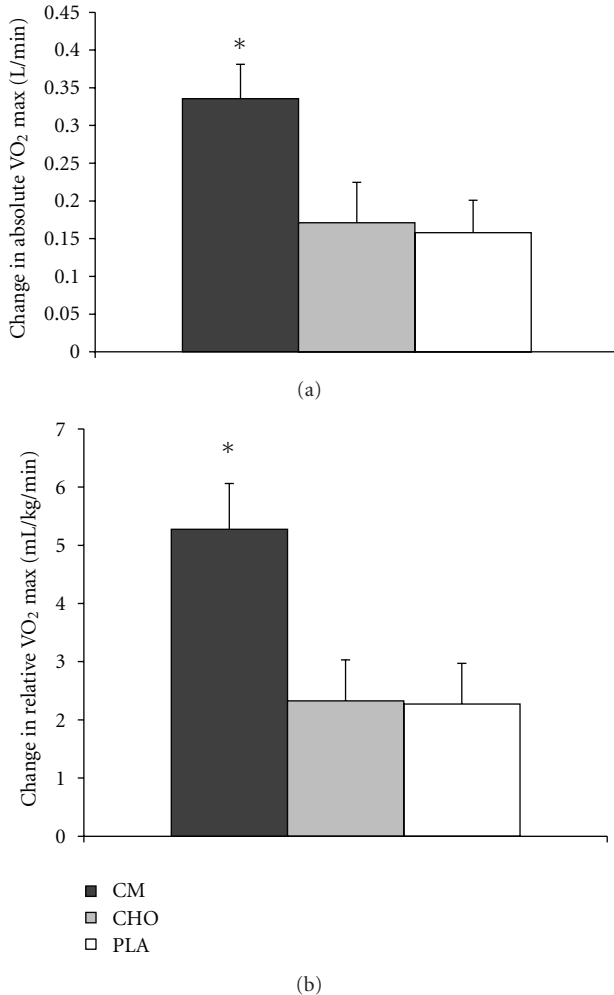 Change in absolute VO₂ max (L/min)
0.45
0.4
0.35
0.3
0.25
0.2
0.15
0.1
0.05
0
*
(a)
Change in relative VO₂ max (mL/kg/min)
7
6
5
4
3
2
1
0
*
CM
CHO
PLA
(b)